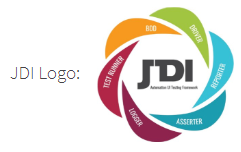 JDI Logo:
BDD
DRIVER
REPORTER
ASSERTER
LOGGER
TEST RUNNER
JDI
Automation UI Testing Framework